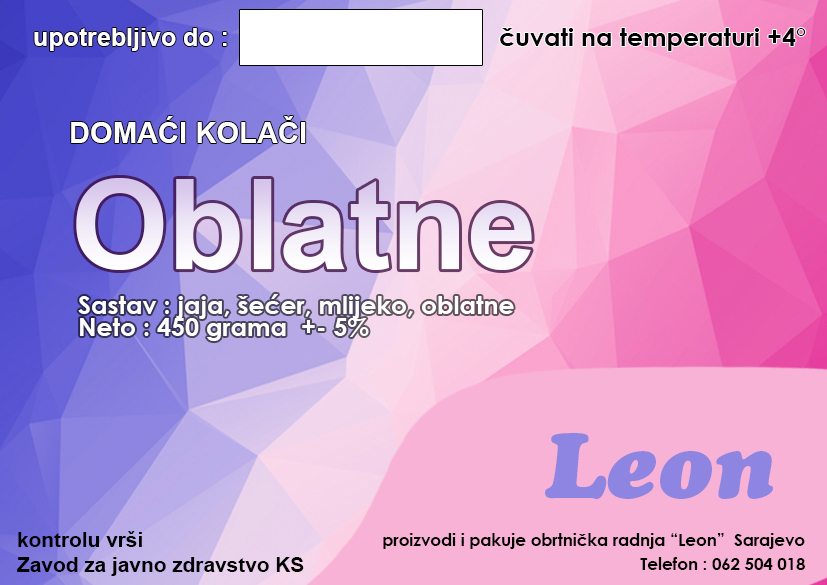 upotrebljivo do :
čuvati na temperaturi +4°
DOMAĆI KOLAČI
Oblatne
Sastav : jaja, šećer, mlijeko, oblatne
Neto : 450 grama +- 5%
Leon
kontrolu vrši
Zavod za javno zdravstvo KS
proizvodi i pakuje obrtnička radnja “Leon” Sarajevo
Telefon : 062 504 018